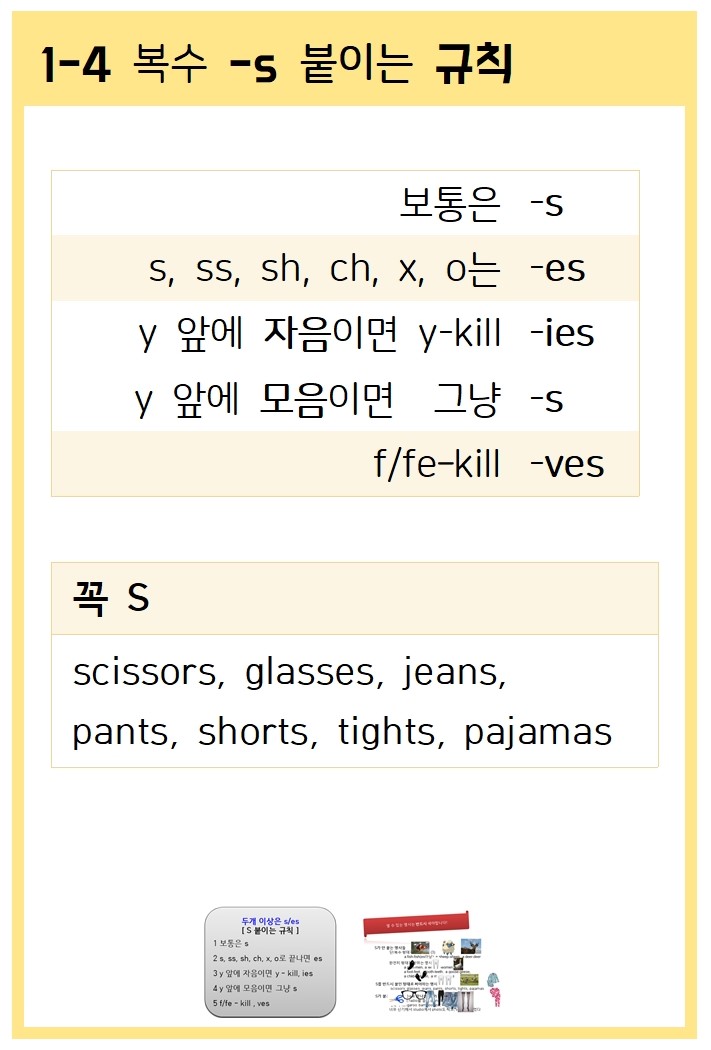 1-4 복수 -s 붙이는 규칙
보통은 -s
s, ss, sh, ch, x, o는 -es
y 앞에 자음이면 y-kill -ies
y 앞에 모음이면 그냥 -s
f/fe-kill -ves
꼭 S
scissors, glasses, jeans,
pants, shorts, tights, pajamas
두개 이상은 s/es
[ S 붙이는 규칙 ]
1 보통은 s
2 s, ss, sh, ch, x, o로 끝나면 es
3 y 앞에 자음이면 y - kill, ies
4 y 앞에 모음이면 그냥 s
5 f/fe - kill , ves